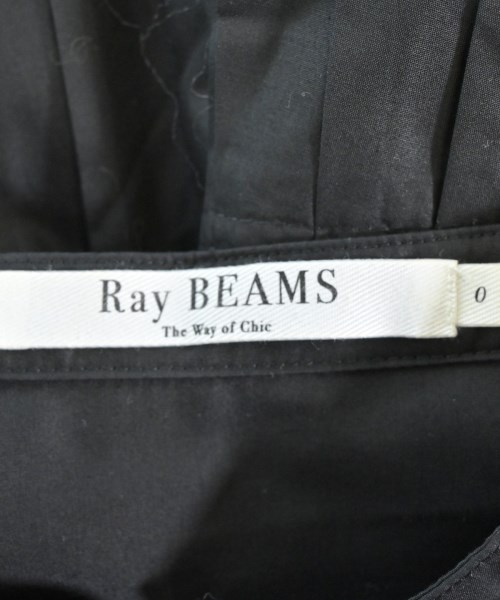 Ray BEAMS
The Way of Chic
0